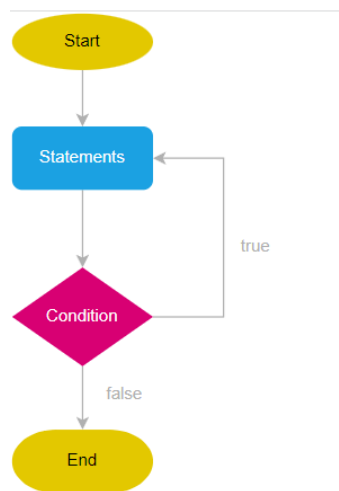 Start
Statements
true
Condition
false
End